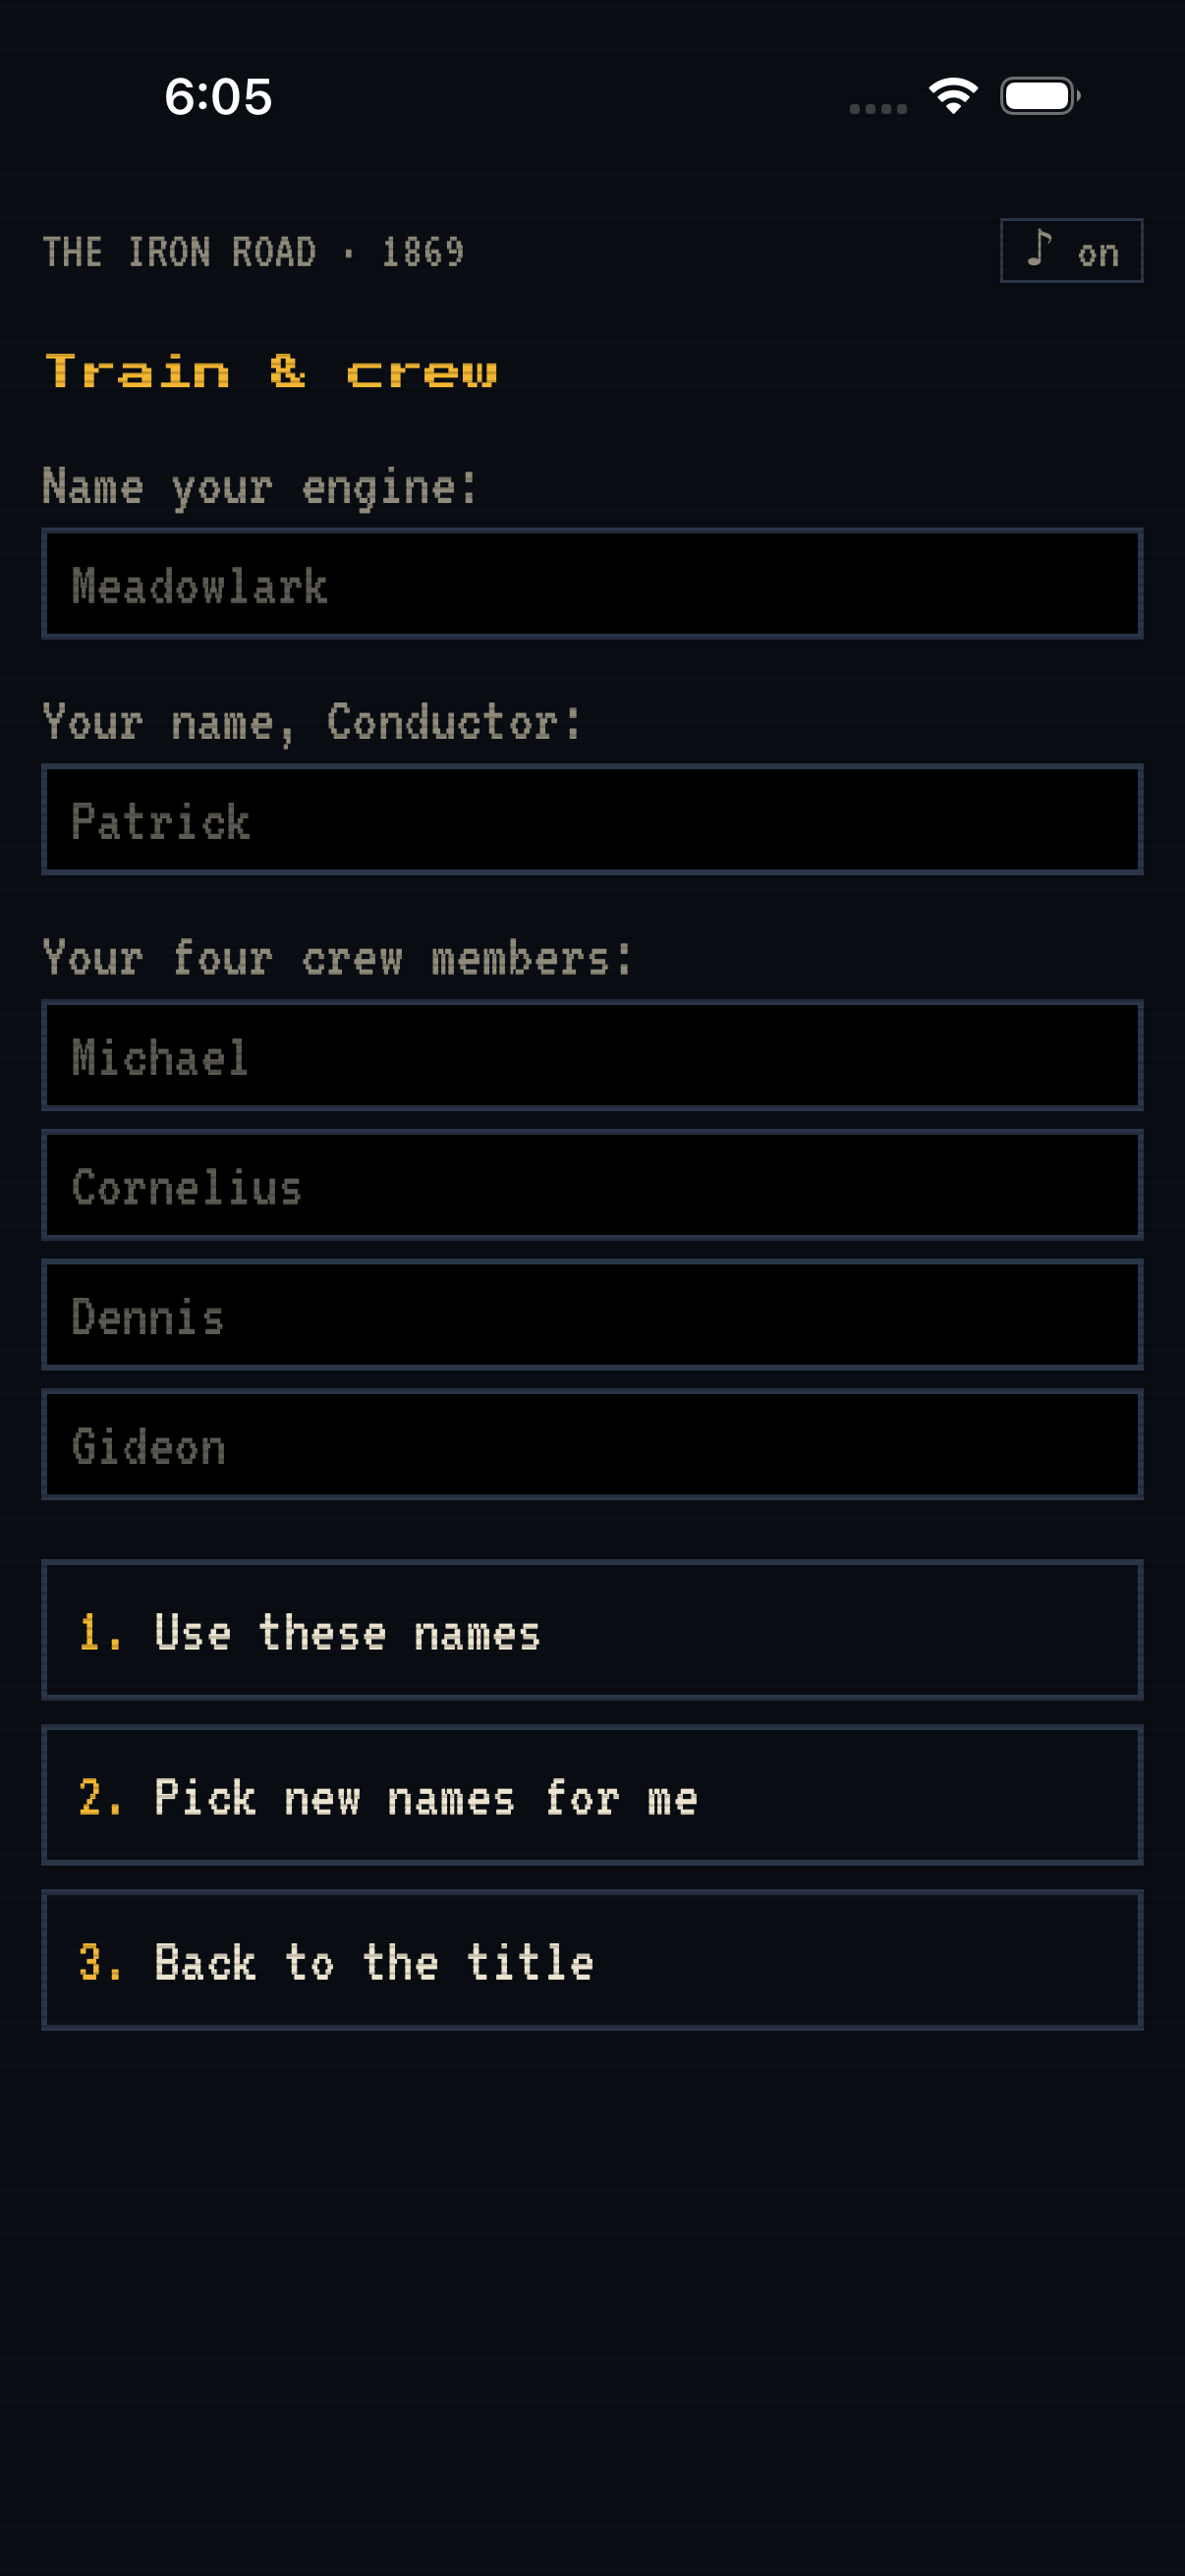 6:05
THE IRON ROAD · 1869
♪ on
Train & crew
Name your engine:
Meadowlark
Your name, Conductor:
Patrick
Your four crew members:
Michael
Cornelius
Dennis
Gideon
1. Use these names
2. Pick new names for me
3. Back to the title